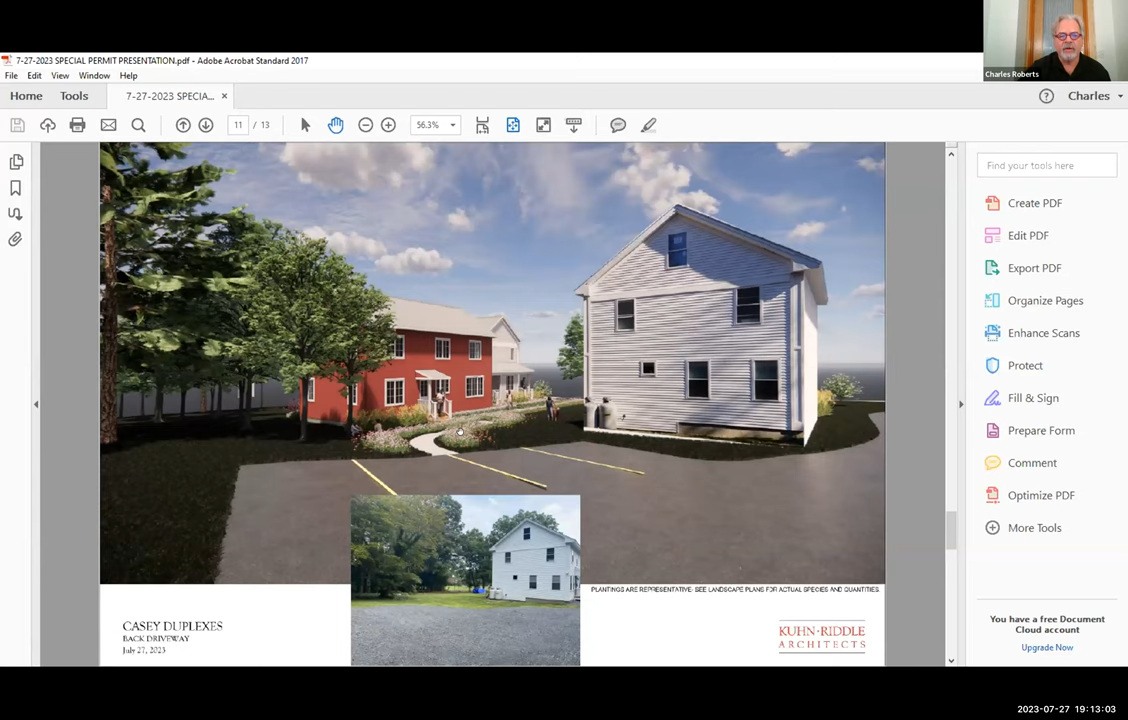 Charles Roberts
7-27-2023 SPECIAL PERMIT PRESENTATION.pdf - Adobe Acrobat Standard 2017
File Edit View Window Help
Home Tools 7-27-2023 SPECIA... × Charles
11 / 13 56.3%
Find your tools here
Create PDF
Edit PDF
Export PDF
Organize Pages
Enhance Scans
Protect
Fill & Sign
Prepare Form
Comment
Optimize PDF
More Tools
PLANTINGS ARE REPRESENTATIVE- SEE LANDSCAPE PLANS FOR ACTUAL SPECIES AND QUANTITIES.
CASEY DUPLEXES
BACK DRIVEWAY
July 27, 2023
KUHN·RIDDLE
ARCHITECTS
You have a free Document
Cloud account
Upgrade Now
2023-07-27 19:13:03